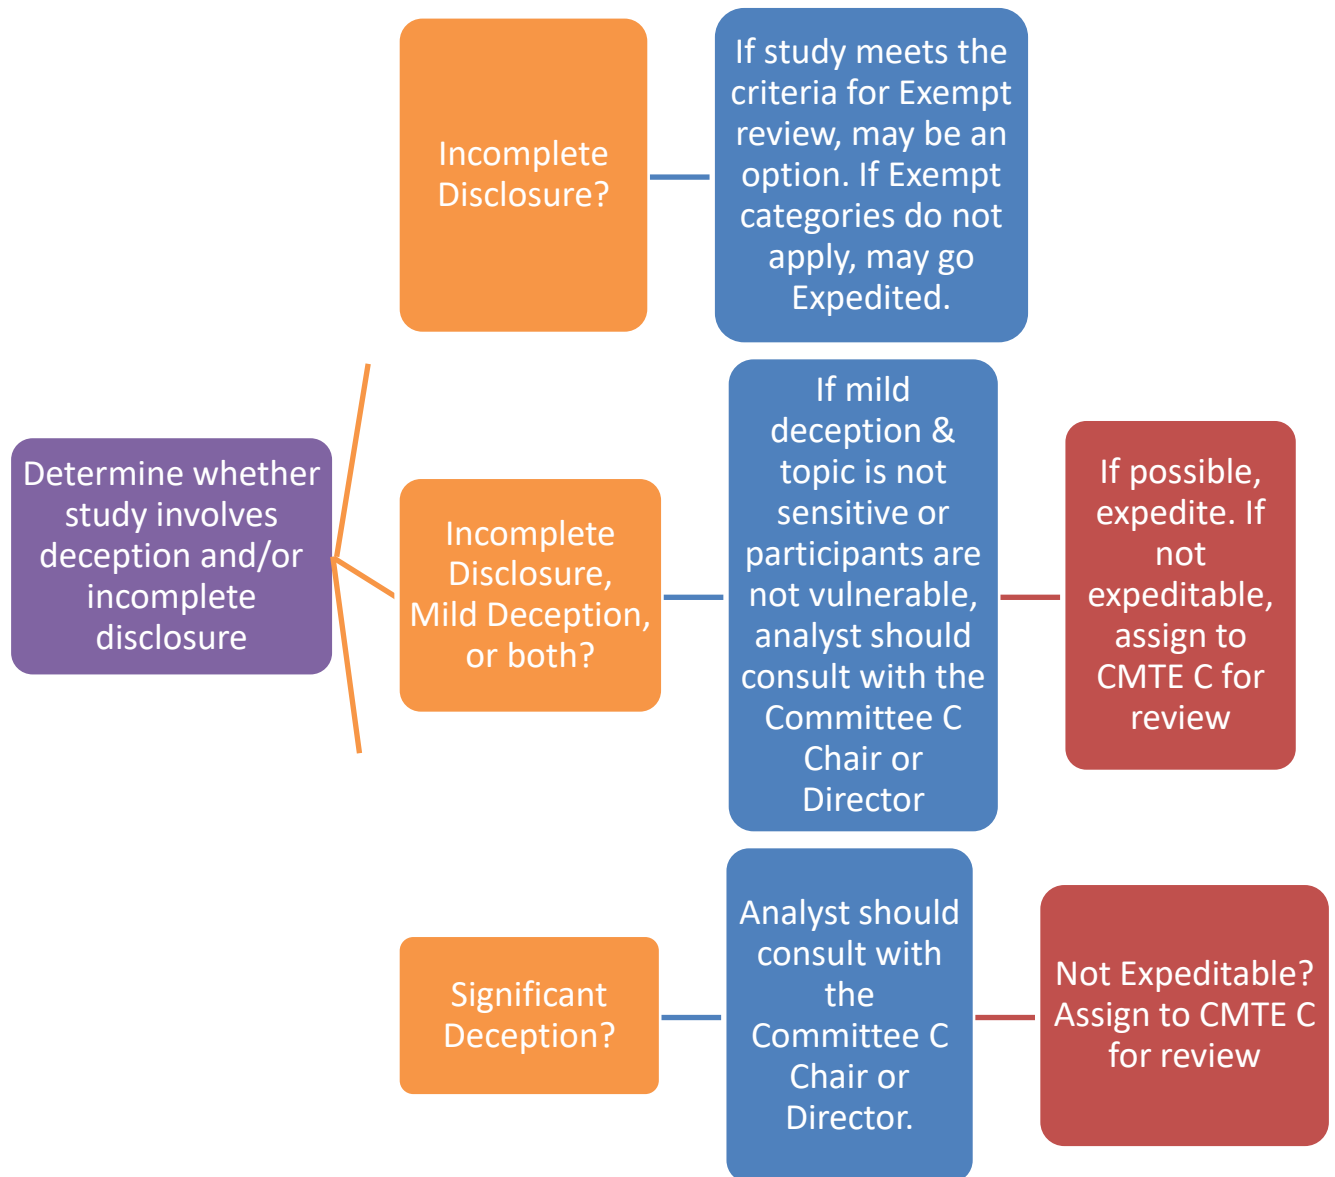 Determine whether
study involves
deception and/or
incomplete
disclosure
Incomplete
Disclosure?
If study meets the
criteria for Exempt
review, may be an
option. If Exempt
categories do not
apply, may go
Expedited.
Incomplete
Disclosure,
Mild Deception,
or both?
If mild
deception &
topic is not
sensitive or
participants are
not vulnerable,
analyst should
consult with the
Committee C
Chair or
Director
If possible,
expedite. If
not
expeditable,
assign to
CMTE C for
review
Significant
Deception?
Analyst should
consult with
the
Committee C
Chair or
Director.
Not Expeditable?
Assign to CMTE C
for review